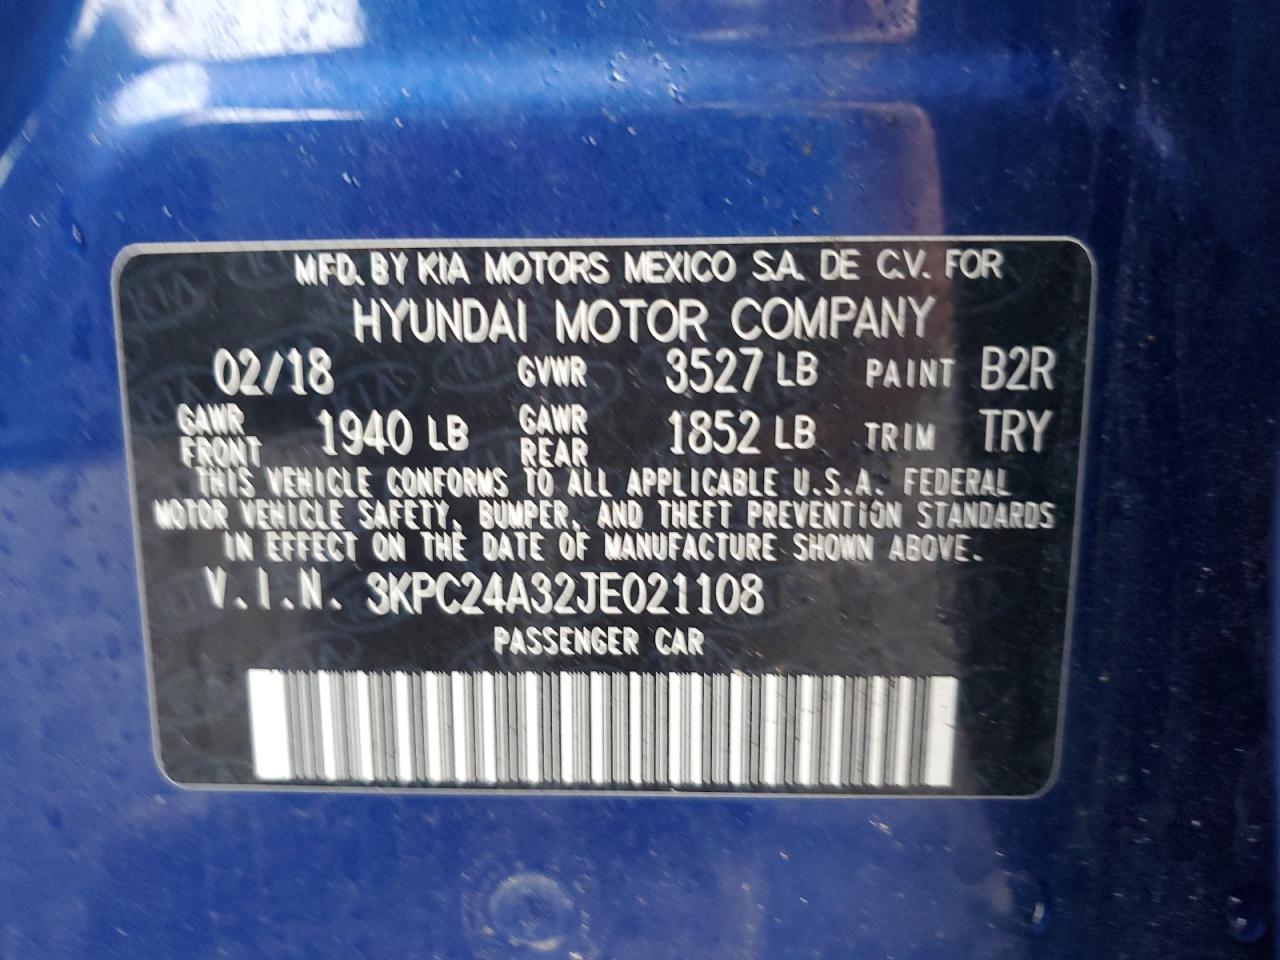 MFD. BY KIA MOTORS MEXICO S.A. DE C.V. FOR
HYUNDAI MOTOR COMPANY
02/18 GVWR 3527 LB PAINT B2R
GAWR FRONT 1940 LB GAWR REAR 1852 LB TRIM TRY
THIS VEHICLE CONFORMS TO ALL APPLICABLE U.S.A. FEDERAL
MOTOR VEHICLE SAFETY, BUMPER, AND THEFT PREVENTION STANDARDS
IN EFFECT ON THE DATE OF MANUFACTURE SHOWN ABOVE.
V.I.N. 3KPC24A32JE021108
PASSENGER CAR